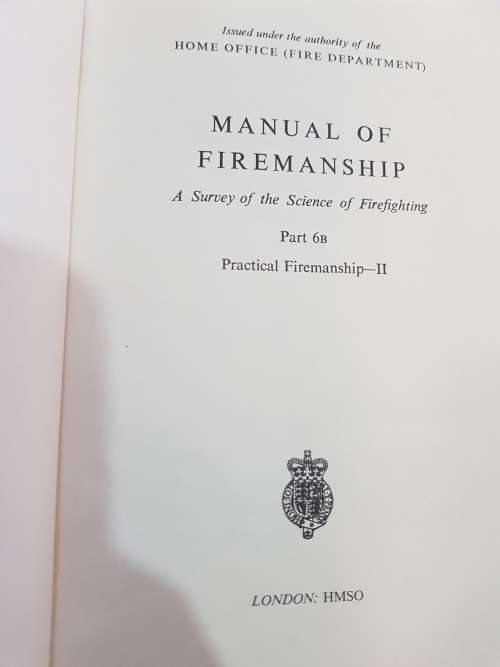 Issued under the authority of the
HOME OFFICE (FIRE DEPARTMENT)
MANUAL OF
FIREMANSHIP
A Survey of the Science of Firefighting
Part 6B
Practical Firemanship—II
LONDON: HMSO